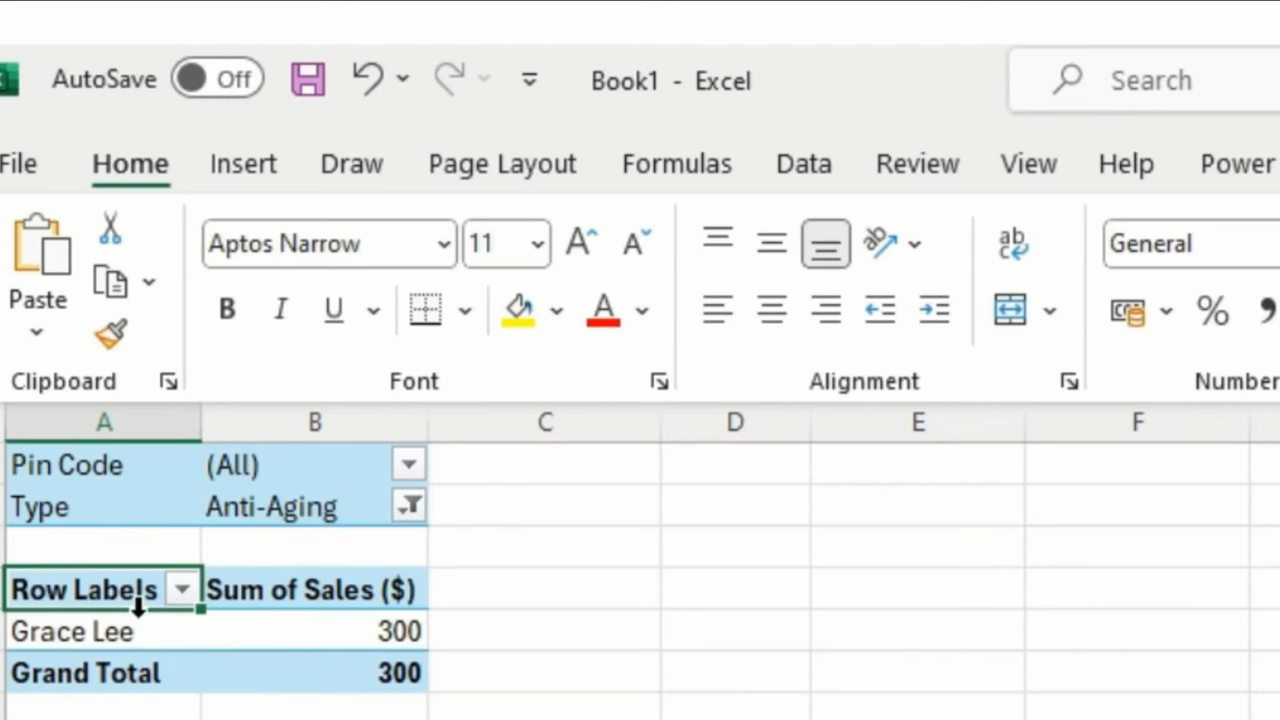 AutoSave Off Book1 - Excel Search
File Home Insert Draw Page Layout Formulas Data Review View Help Power
Aptos Narrow 11 General
Paste B I U %
Clipboard Font Alignment Number
A B C D E F
Pin Code (All)
Type Anti-Aging
Row Labels Sum of Sales ($)
Grace Lee 300
Grand Total 300